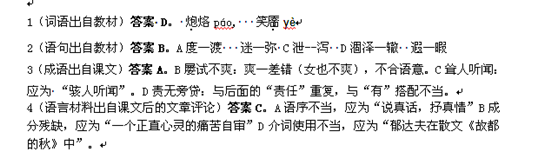 1（词语出自教材）答案·D。·炮烙 páo,···笑靥 yè
2（语句出自教材）答案 B。A 度一渡···迷一弥·C 泄--泻··D 涸泽一辙··遐一暇
3（成语出自课文）答案 A。B 屡试不爽：爽一差错（女也不爽），不合语意。C 耸人听闻：
应为·“骇人听闻”。D 责无旁贷：与后面的“责任”重复，与“有”搭配不当。
4（语言材料出自课文后的文章评论）答案 C。A 语序不当，应为“说真话，抒真情”B 成
分残缺，应为“一个正直心灵的痛苦自审”D 介词使用不当，应为“郁达夫在散文《故都
的秋》中”。